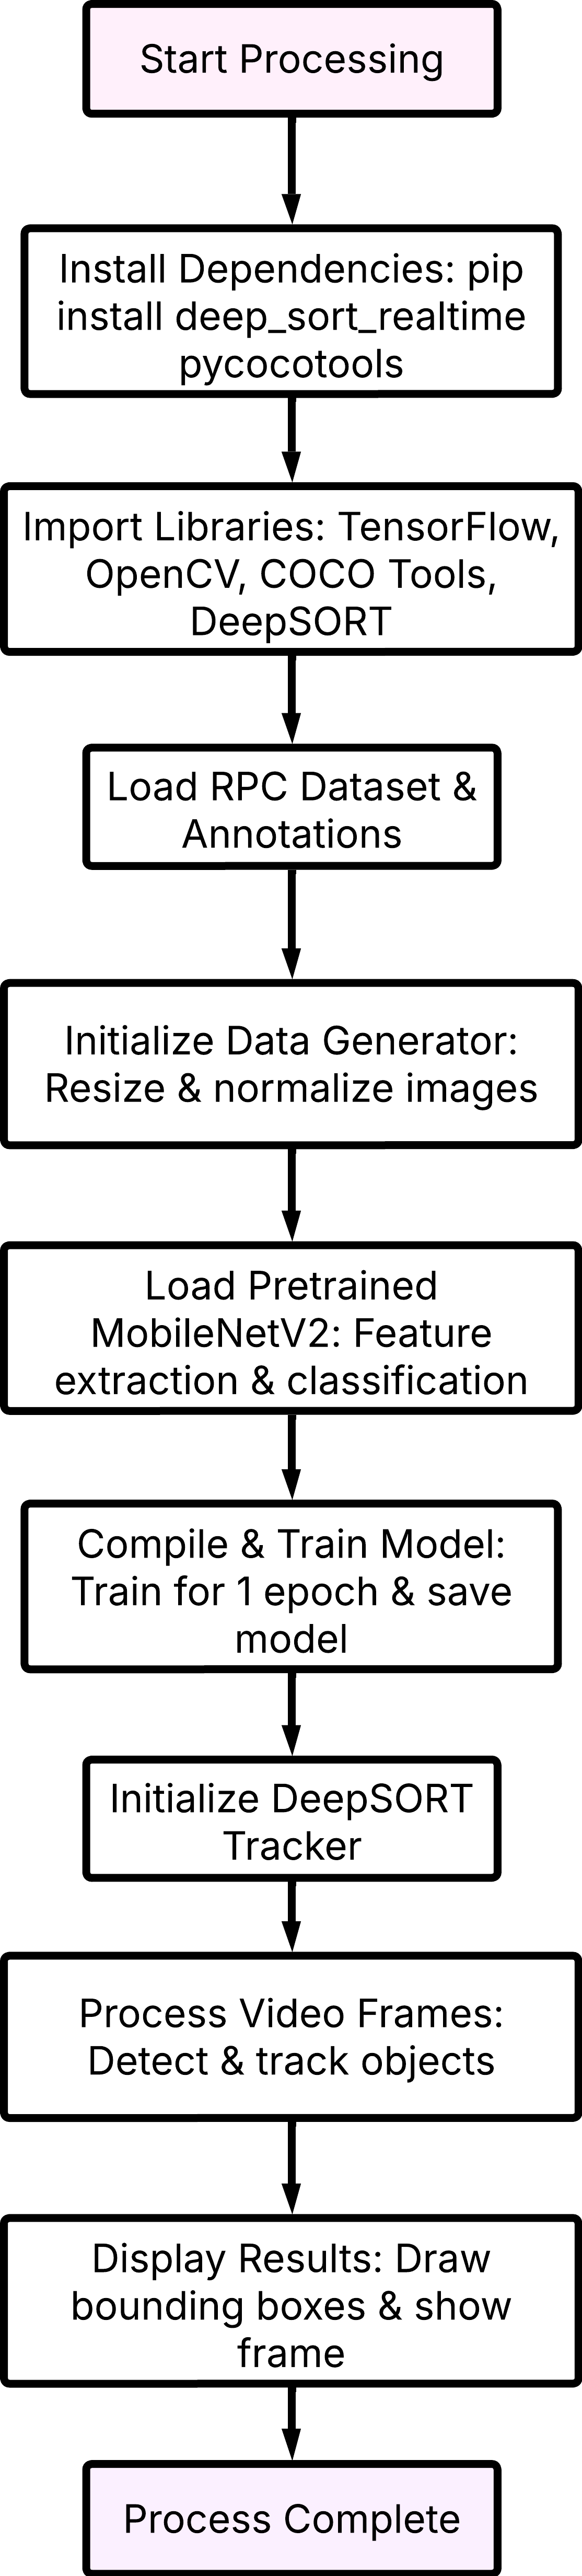 Start Processing
Install Dependencies: pip
install deep_sort_realtime
pycocotools
Import Libraries: TensorFlow,
OpenCV, COCO Tools,
DeepSORT
Load RPC Dataset &
Annotations
Initialize Data Generator:
Resize & normalize images
Load Pretrained
MobileNetV2: Feature
extraction & classification
Compile & Train Model:
Train for 1 epoch & save
model
Initialize DeepSORT
Tracker
Process Video Frames:
Detect & track objects
Display Results: Draw
bounding boxes & show
frame
Process Complete